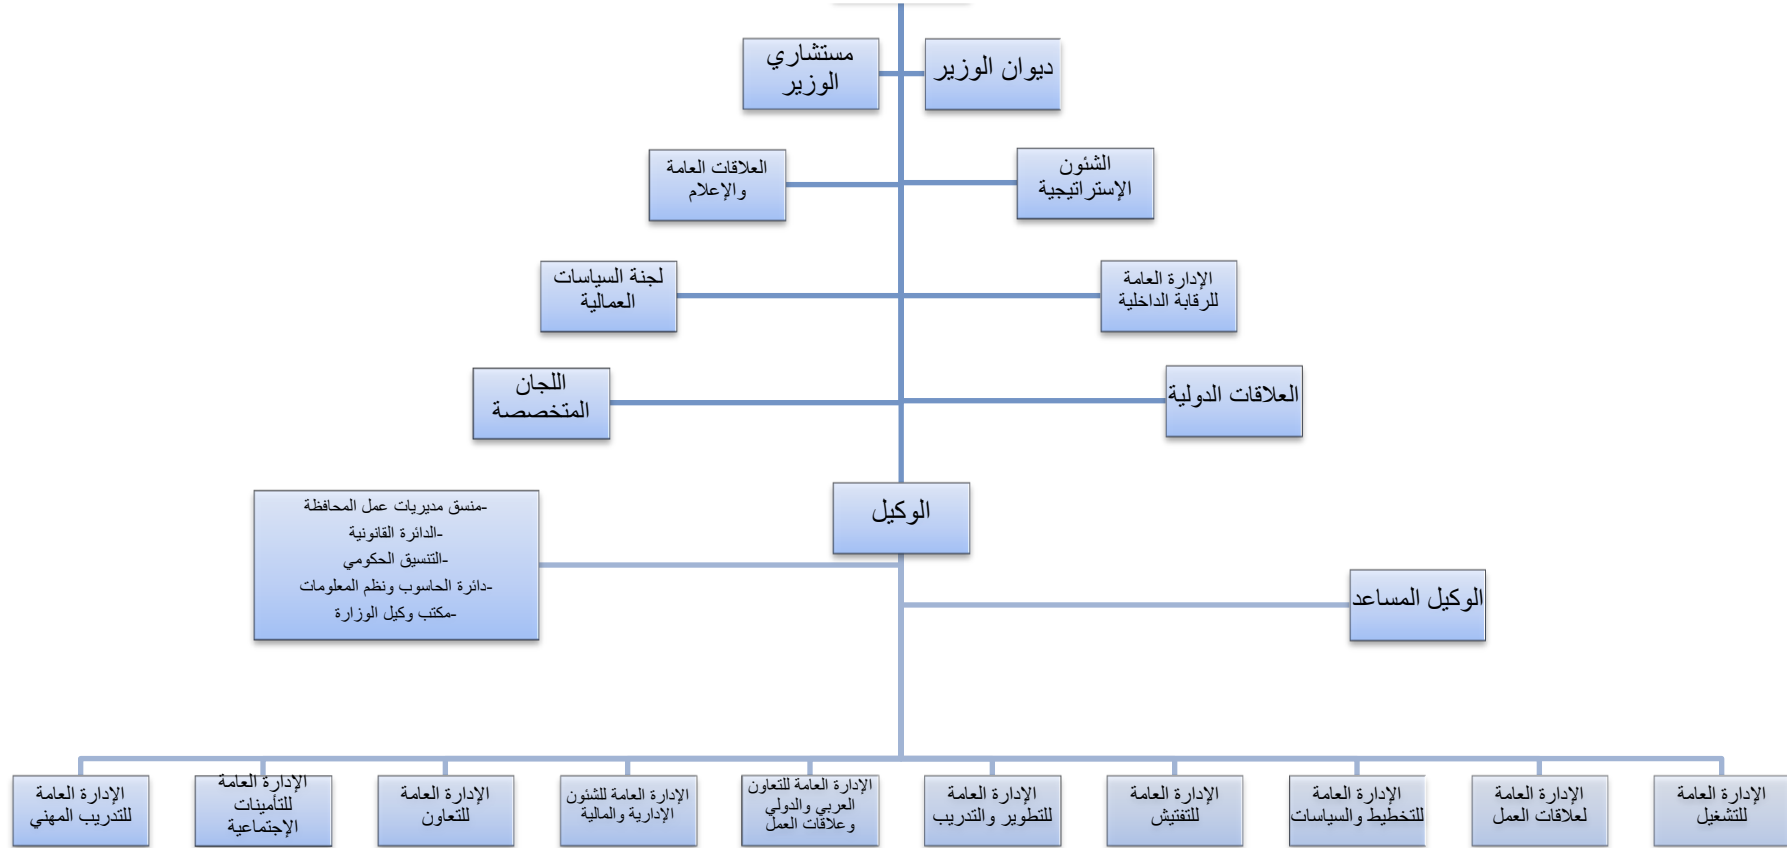 ديوان الوزير
مستشاري
الوزير
الشئون
الإستراتيجية
العلاقات العامة
والإعلام
الإدارة العامة
للرقابة الداخلية
لجنة السياسات
العمالية
العلاقات الدولية
اللجان
المتخصصة
الوكيل
-منسق مديريات عمل المحافظة
-الدائرة القانونية
-التنسيق الحكومي
-دائرة الحاسوب ونظم المعلومات
-مكتب وكيل الوزارة
الوكيل المساعد
الإدارة العامة
للتشغيل
الإدارة العامة
لعلاقات العمل
الإدارة العامة
للتخطيط والسياسات
الإدارة العامة
للتفتيش
الإدارة العامة
للتطوير والتدريب
الإدارة العامة للتعاون
العربي والدولي
وعلاقات العمل
الإدارة العامة للشئون
الإدارية والمالية
الإدارة العامة
للتعاون
الإدارة العامة
للتأمينات
الإجتماعية
الإدارة العامة
للتدريب المهني